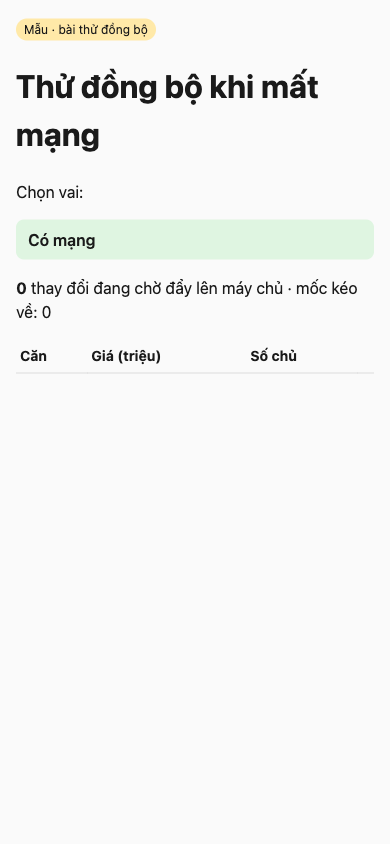 Mẫu · bài thử đồng bộ
Thử đồng bộ khi mất
mạng
Chọn vai:
Có mạng
0 thay đổi đang chờ đẩy lên máy chủ · mốc kéo
về: 0
Căn Giá (triệu) Số chủ